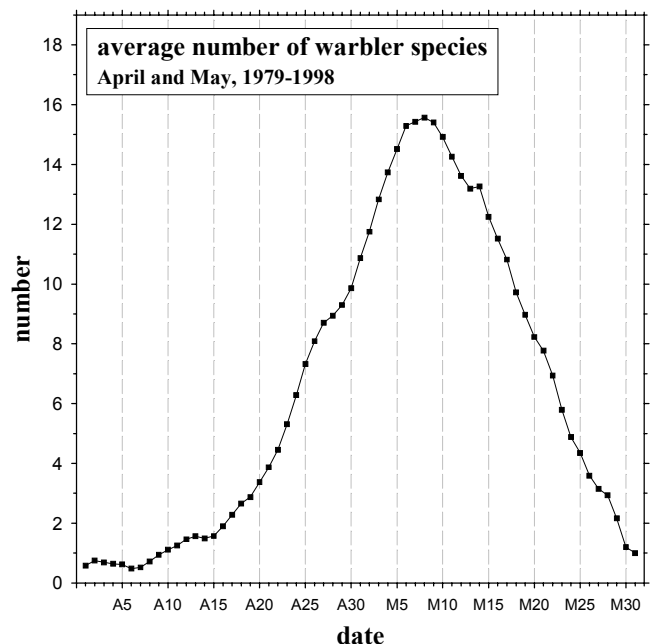 average number of warbler species
April and May, 1979-1998
18
16
14
12
10
8
6
4
2
0
number
A5 A10 A15 A20 A25 A30 M5 M10 M15 M20 M25 M30
date